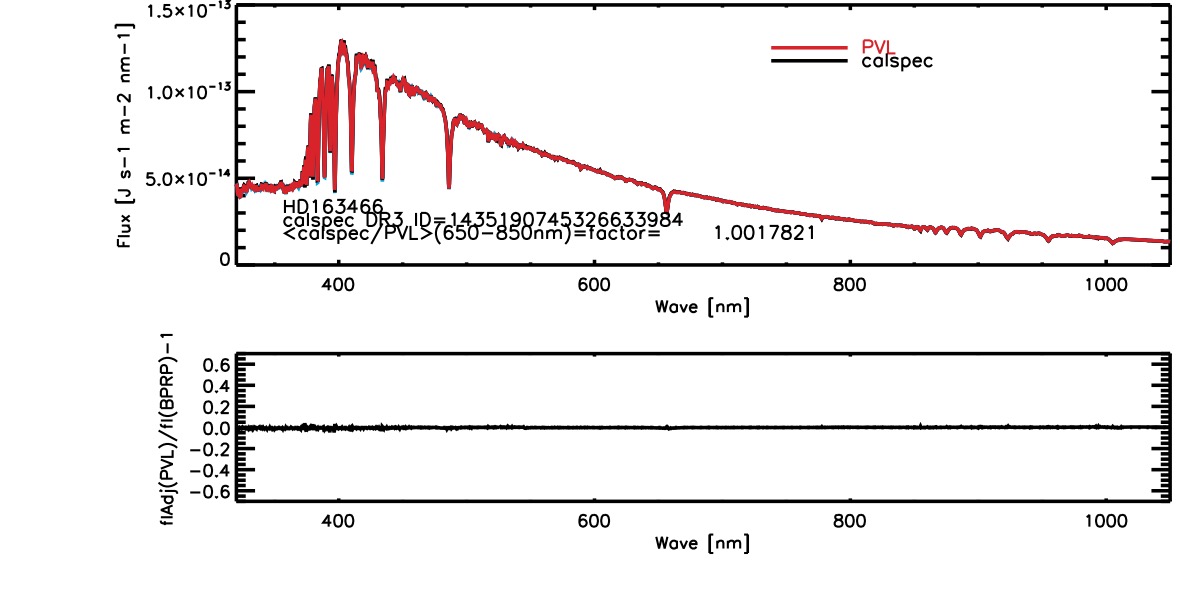 1.5×10−13
1.0×10−13
5.0×10−14
0
Flux [J s−1 m−2 nm−1]
PVL
calspec
HD163466
calspec DR3_ID=1435190745326633984
<calspec/PVL>(650−850nm)=factor= 1.0017821
400 600 800 1000
Wave [nm]
flAdj(PVL)/fl(BPRP)−1
0.6
0.4
0.2
0.0
−0.2
−0.4
−0.6
400 600 800 1000
Wave [nm]